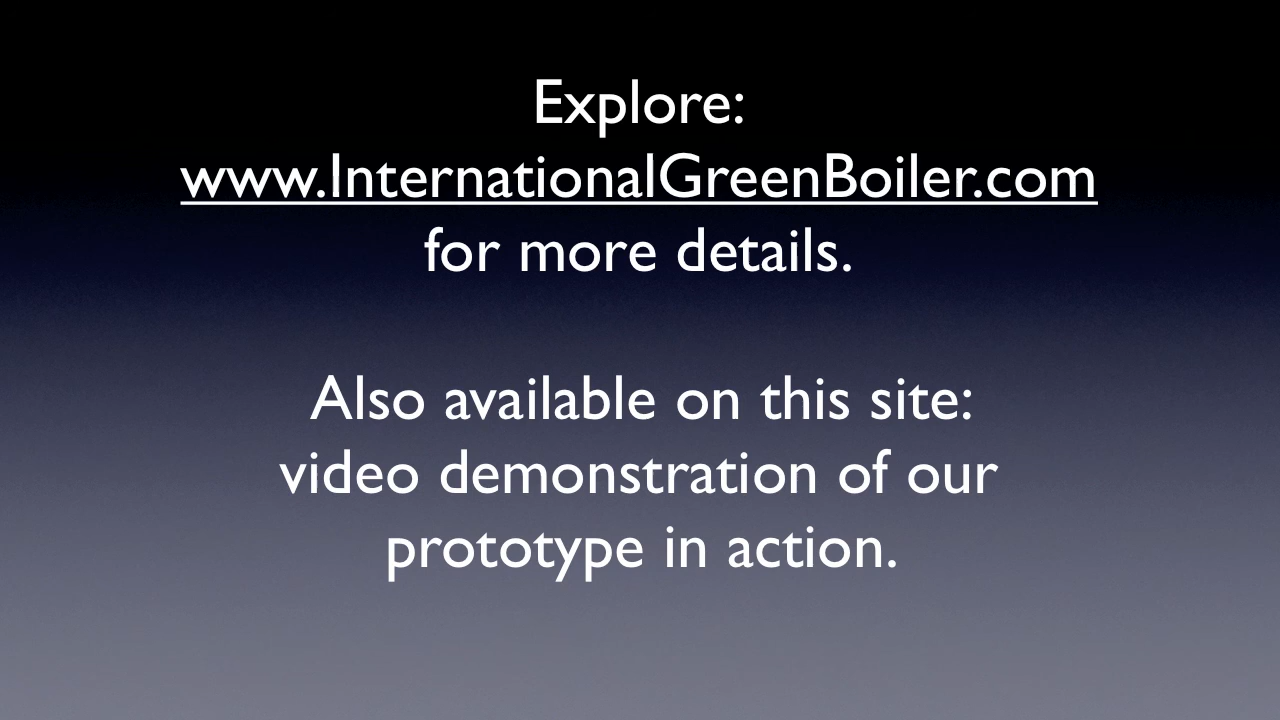 Explore:
www.InternationalGreenBoiler.com
for more details.
Also available on this site:
video demonstration of our
prototype in action.